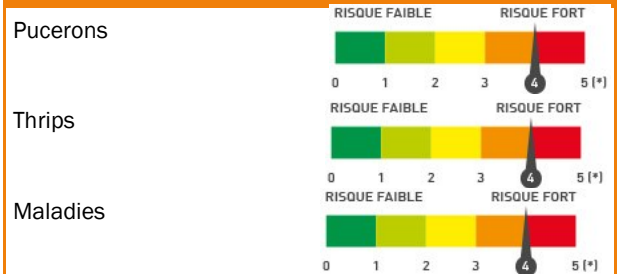 RISQUE FAIBLE RISQUE FORT
Pucerons
0 1 2 3 4 5 (*)
RISQUE FAIBLE RISQUE FORT
Thrips
0 1 2 3 4 5 (*)
RISQUE FAIBLE RISQUE FORT
Maladies
0 1 2 3 4 5 (*)